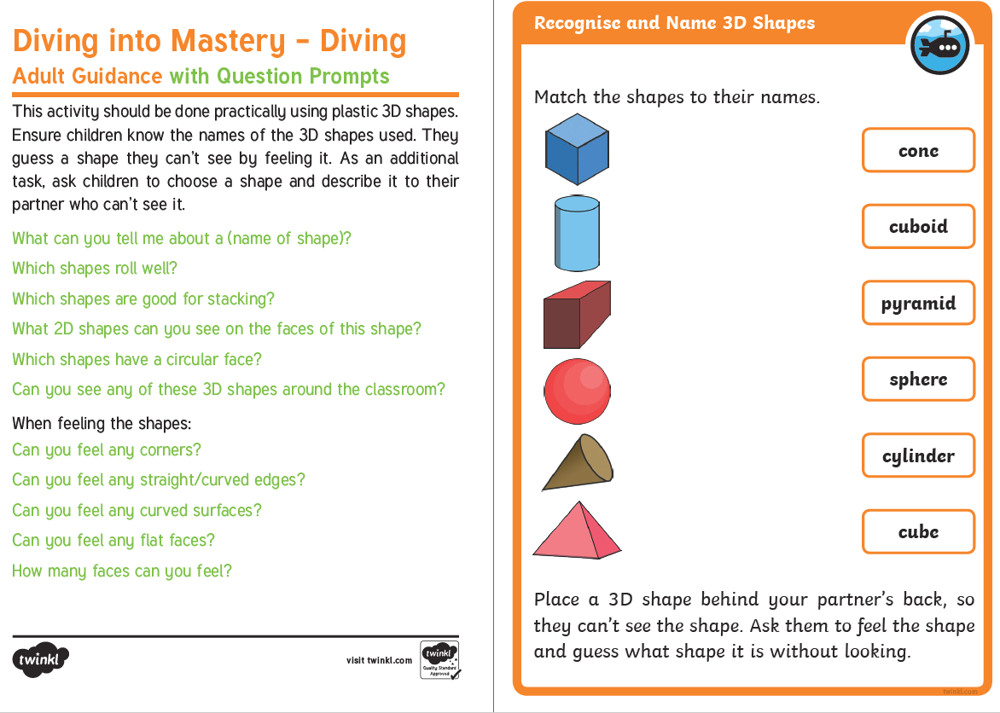 Diving into Mastery – Diving
Adult Guidance with Question Prompts
This activity should be done practically using plastic 3D shapes.
Ensure children know the names of the 3D shapes used. They
guess a shape they can't see by feeling it. As an additional
task, ask children to choose a shape and describe it to their
partner who can't see it.
What can you tell me about a (name of shape)?
Which shapes roll well?
Which shapes are good for stacking?
What 2D shapes can you see on the faces of this shape?
Which shapes have a circular face?
Can you see any of these 3D shapes around the classroom?
When feeling the shapes:
Can you feel any corners?
Can you feel any straight/curved edges?
Can you feel any curved surfaces?
Can you feel any flat faces?
How many faces can you feel?
twinkl
visit twinkl.com
twinkl
Quality Standard
Approved
Recognise and Name 3D Shapes
Match the shapes to their names.
cone
cuboid
pyramid
sphere
cylinder
cube
Place a 3D shape behind your partner's back, so
they can't see the shape. Ask them to feel the shape
and guess what shape it is without looking.
twinkl.com